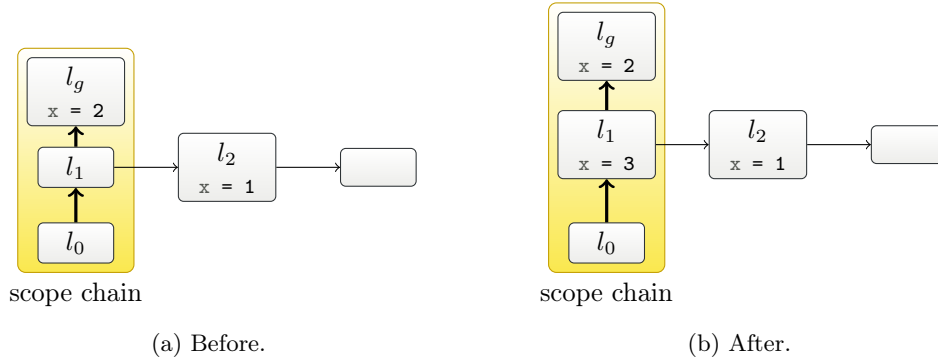 l_g
x = 2
l_1
l_2
x = 1
l_0
scope chain
(a) Before.
l_g
x = 2
l_1
x = 3
l_2
x = 1
l_0
scope chain
(b) After.